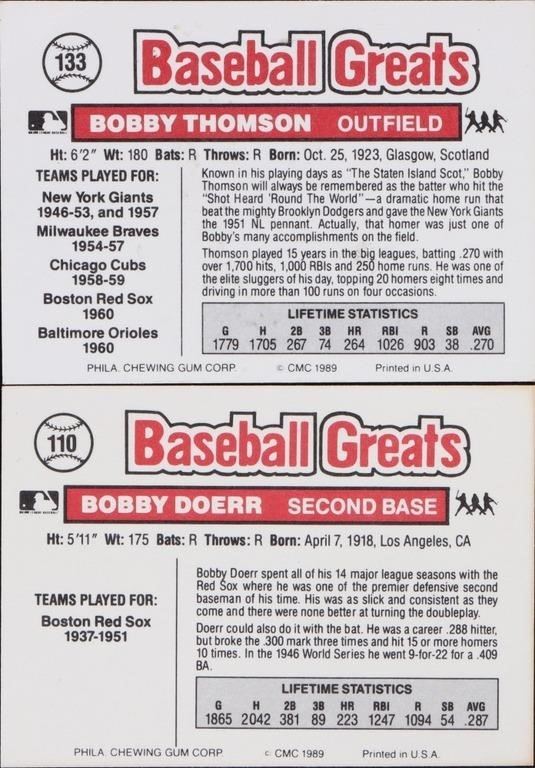 133
Baseball Greats
BOBBY THOMSON OUTFIELD
Ht: 6'2" Wt: 180 Bats: R Throws: R Born: Oct. 25, 1923, Glasgow, Scotland
TEAMS PLAYED FOR:
New York Giants
1946-53, and 1957
Milwaukee Braves
1954-57
Chicago Cubs
1958-59
Boston Red Sox
1960
Baltimore Orioles
1960
Known in his playing days as "The Staten Island Scot," Bobby
Thomson will always be remembered as the batter who hit the
"Shot Heard 'Round The World"—a dramatic home run that
beat the mighty Brooklyn Dodgers and gave the New York Giants
the 1951 NL pennant. Actually, that homer was just one of
Bobby's many accomplishments on the field.
Thomson played 15 years in the big leagues, batting .270 with
over 1,700 hits, 1,000 RBIs and 250 home runs. He was one of
the elite sluggers of his day, topping 20 homers eight times and
driving in more than 100 runs on four occasions.
LIFETIME STATISTICS
G H 2B 3B HR RBI R SB AVG
1779 1705 267 74 264 1026 903 38 .270
PHILA. CHEWING GUM CORP. © CMC 1989 Printed in U.S.A.
110
Baseball Greats
BOBBY DOERR SECOND BASE
Ht: 5'11" Wt: 175 Bats: R Throws: R Born: April 7, 1918, Los Angeles, CA
TEAMS PLAYED FOR:
Boston Red Sox
1937-1951
Bobby Doerr spent all of his 14 major league seasons with the
Red Sox where he was one of the premier defensive second
baseman of his time. His was as slick and consistent as they
come and there were none better at turning the doubleplay.
Doerr could also do it with the bat. He was a career .288 hitter,
but broke the .300 mark three times and hit 15 or more homers
10 times. In the 1946 World Series he went 9-for-22 for a .409
BA.
LIFETIME STATISTICS
G H 2B 3B HR RBI R SB AVG
1865 2042 381 89 223 1247 1094 54 .287
PHILA. CHEWING GUM CORP. © CMC 1989 Printed in U.S.A.